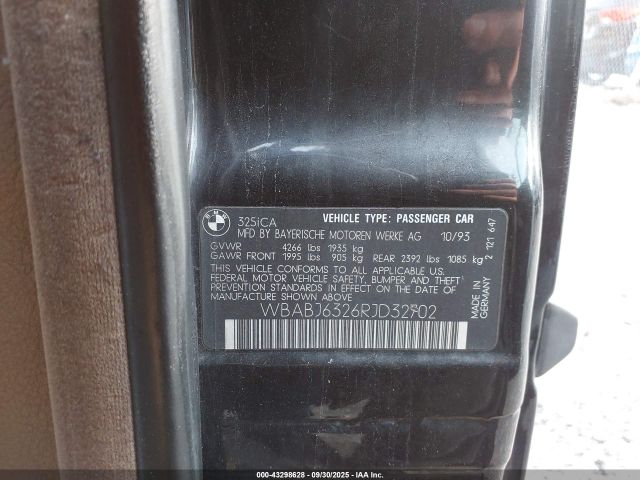 BMW
325iCA VEHICLE TYPE: PASSENGER CAR
MFD BY BAYERISCHE MOTOREN WERKE AG 10/93
GVWR 4266 lbs 1935 kg
GAWR FRONT 1995 lbs 905 kg REAR 2392 lbs 1085 kg
THIS VEHICLE CONFORMS TO ALL APPLICABLE U.S.
FEDERAL MOTOR VEHICLE SAFETY, BUMPER AND THEFT
PREVENTION STANDARDS IN EFFECT ON THE DATE
OF MANUFACTURE SHOWN ABOVE
WBABJ6326RJD32702
MADE IN
GERMANY
2 121 647
000-43298628 - 09/30/2025 - IAA, Inc.